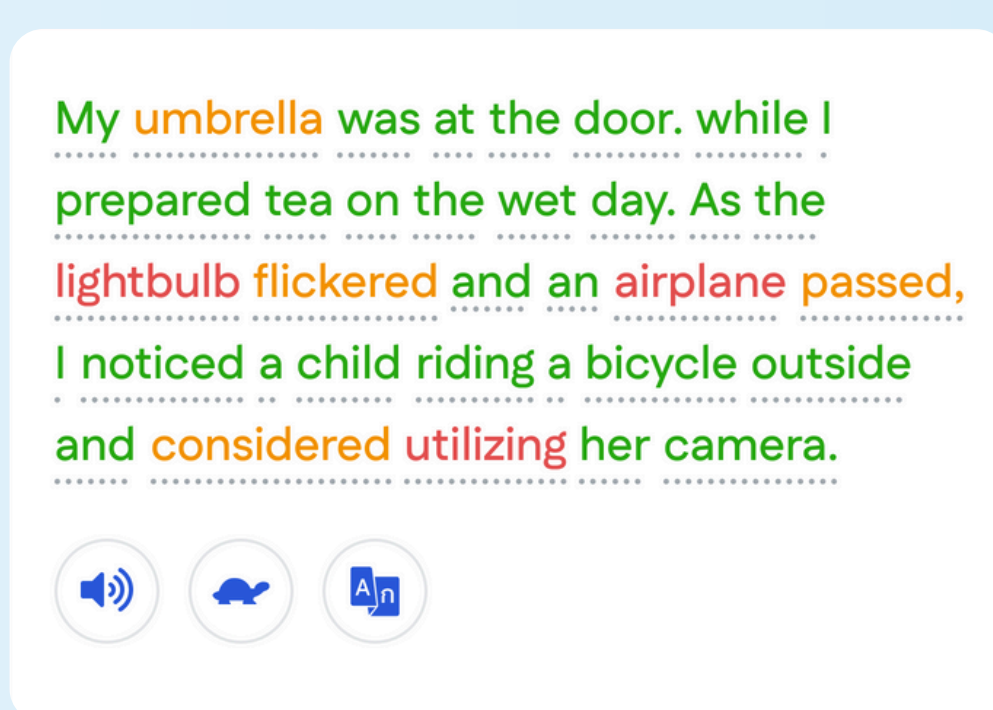 My umbrella was at the door. while I
prepared tea on the wet day. As the
lightbulb flickered and an airplane passed,
I noticed a child riding a bicycle outside
and considered utilizing her camera.